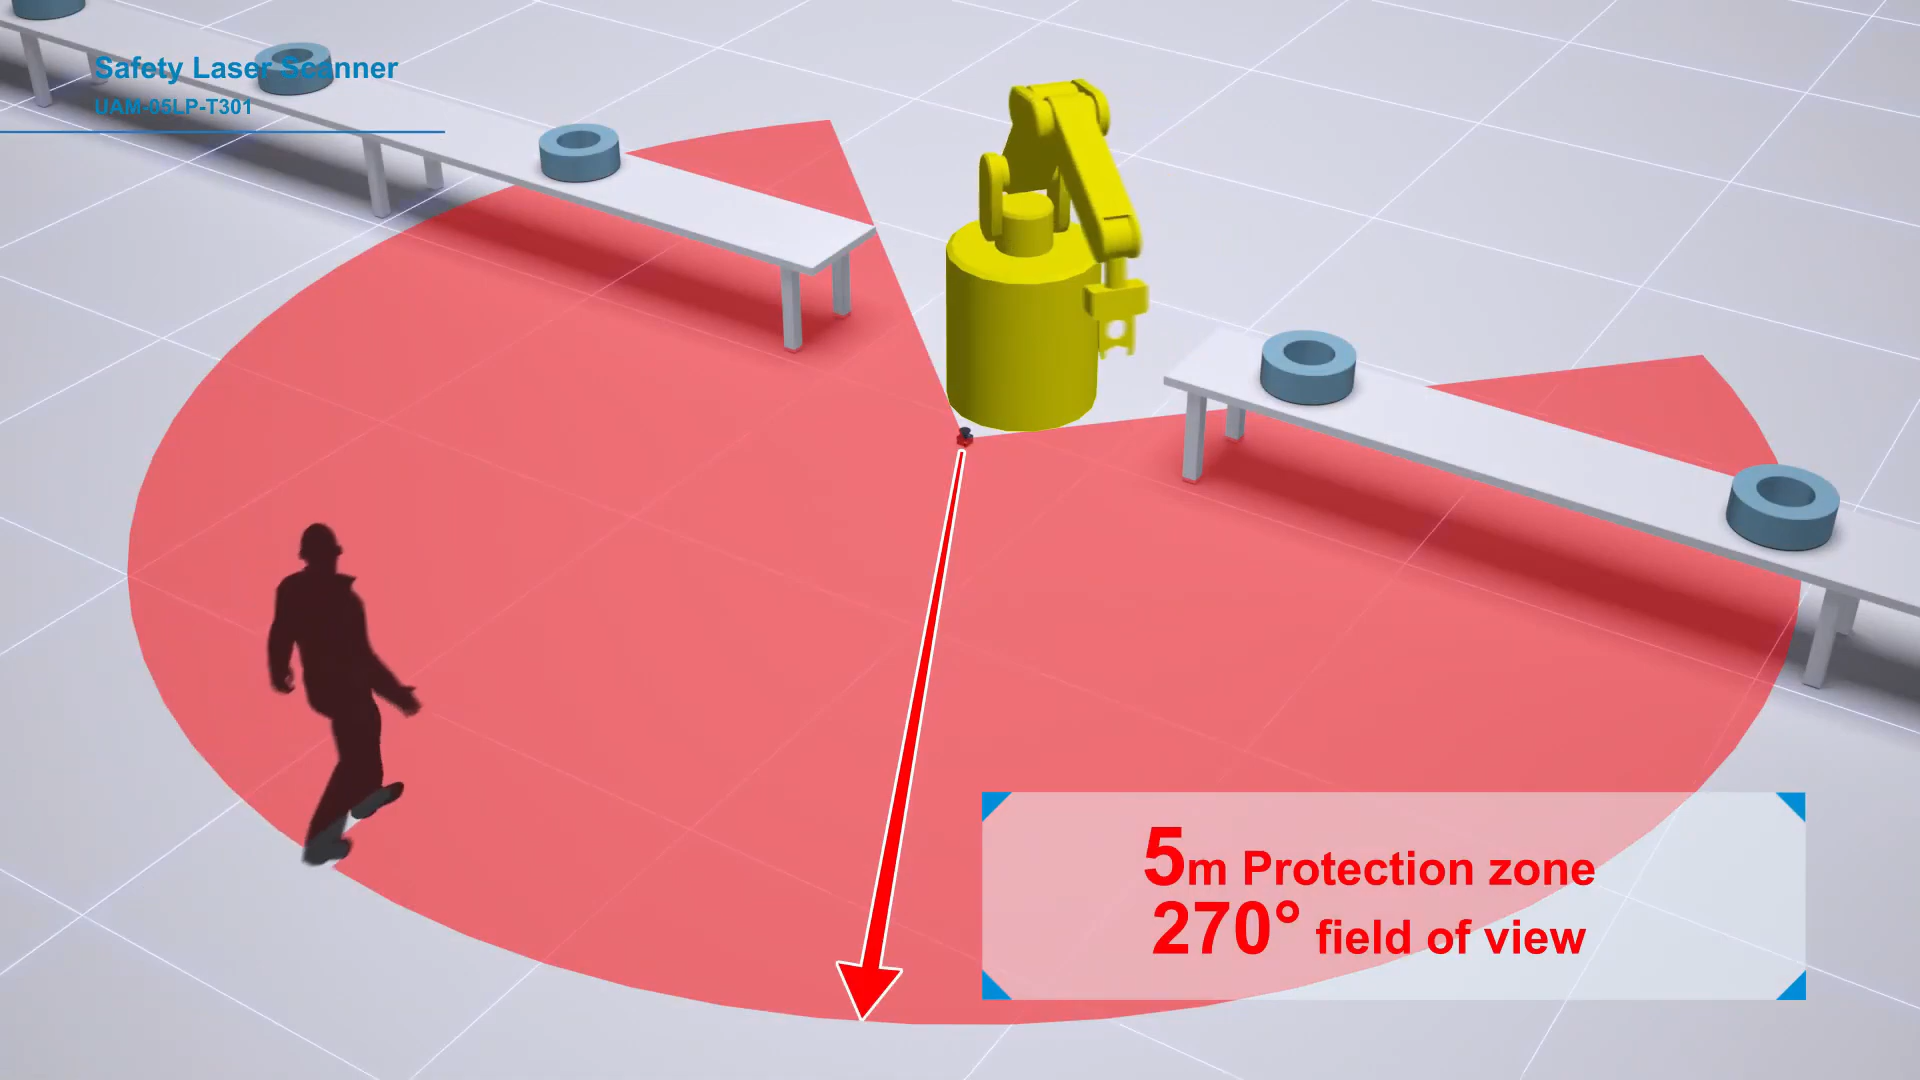 Safety Laser Scanner
UAM-05LP-T301
5m Protection zone
270° field of view